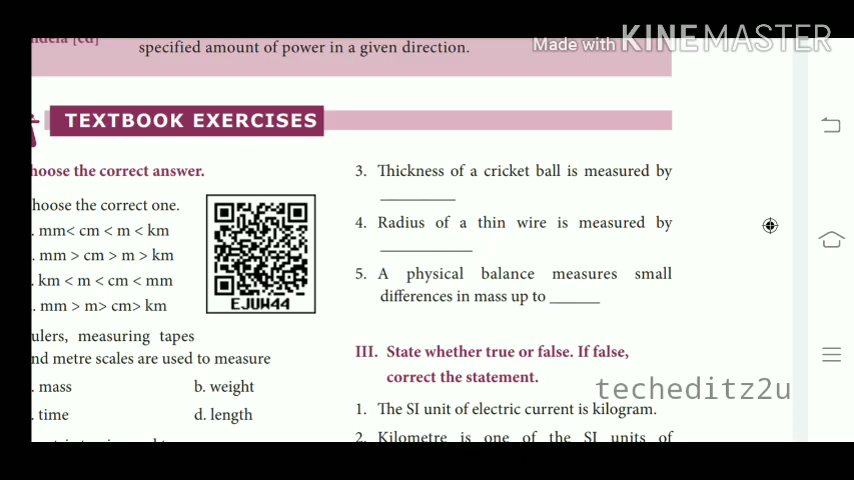 specified amount of power in a given direction.
Made with KINEMASTER
TEXTBOOK EXERCISES
hoose the correct answer.
hoose the correct one.
. mm< cm < m < km
. mm > cm > m > km
. km < m < cm < mm
. mm > m> cm> km
EJUW44
ulers, measuring tapes
nd metre scales are used to measure
. mass b. weight
. time d. length
3. Thickness of a cricket ball is measured by
__________
4. Radius of a thin wire is measured by
____________
5. A physical balance measures small
differences in mass up to ______
III. State whether true or false. If false,
correct the statement.
techeditz2u
1. The SI unit of electric current is kilogram.
2. Kilometre is one of the SI units of